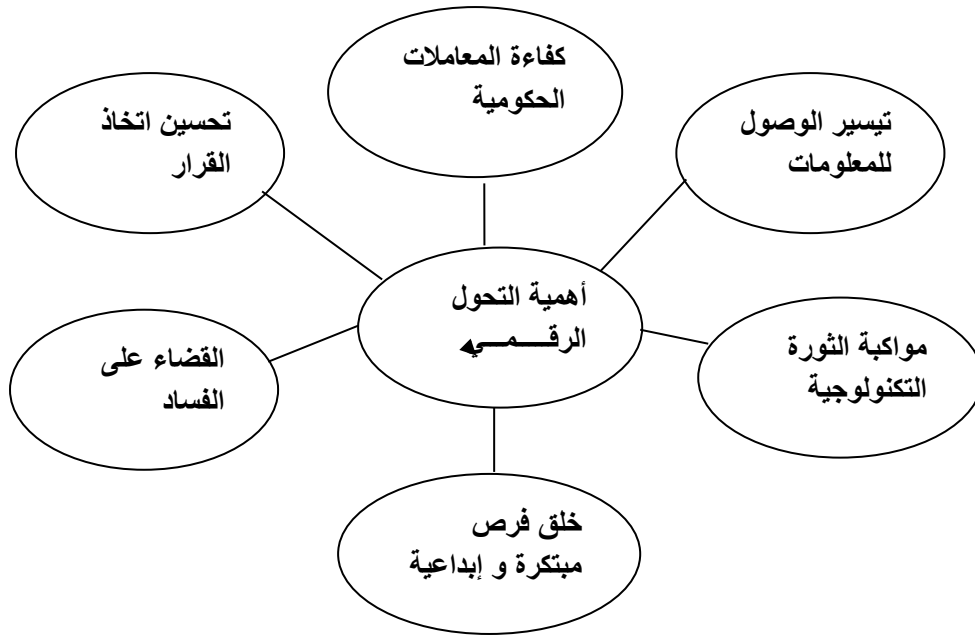 كفاءة المعاملات
الحكومية
تيسير الوصول
للمعلومات
تحسين اتخاذ
القرار
أهمية التحول
الرقـــمـــي
مواكبة الثورة
التكنولوجية
القضاء على
الفساد
خلق فرص
مبتكرة و إبداعية